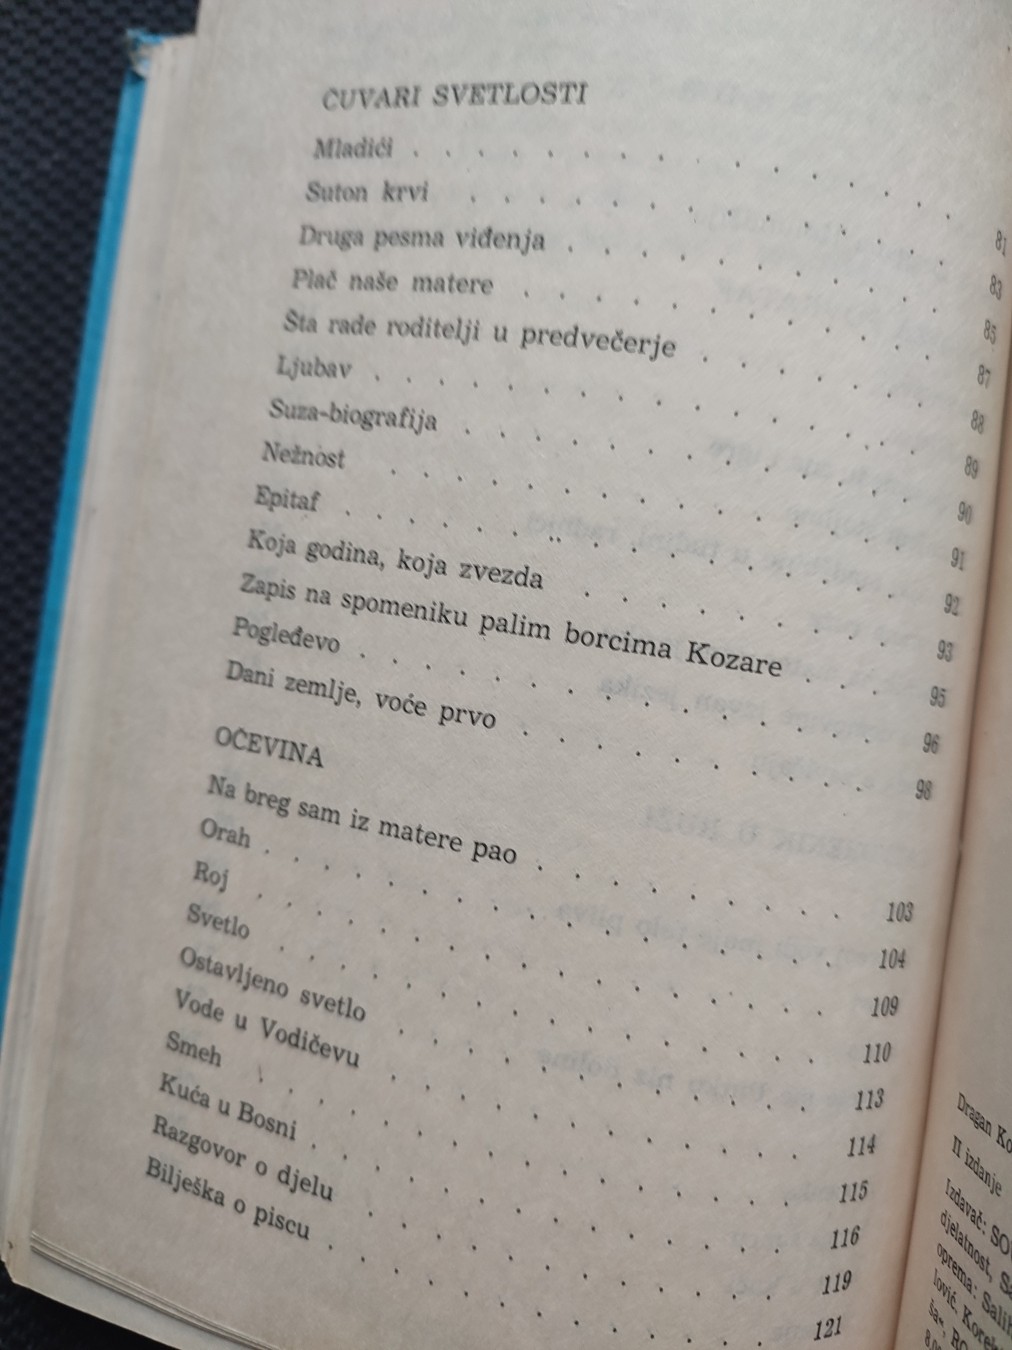 ČUVARI SVETLOSTI
Mladići . . . . . . . . . . . . . . 81
Suton krvi . . . . . . . . . . . . . 83
Druga pesma viđenja . . . . . . . . . . 85
Plač naše matere . . . . . . . . . . . 87
Šta rade roditelji u predvečerje . . . . . . 88
Ljubav . . . . . . . . . . . . . . 89
Suza-biografija . . . . . . . . . . . . 90
Nežnost . . . . . . . . . . . . . . 91
Epitaf . . . . . . . . . . . . . . 92
Koja godina, koja zvezda . . . . . . . . 93
Zapis na spomeniku palim borcima Kozare . . . 95
Pogleđevo . . . . . . . . . . . . . 96
Dani zemlje, voće prvo . . . . . . . . . 98
OČEVINA
Na breg sam iz matere pao . . . . . . . . 103
Orah . . . . . . . . . . . . . . . 104
Roj . . . . . . . . . . . . . . . 109
Svetlo . . . . . . . . . . . . . . 110
Ostavljeno svetlo . . . . . . . . . . . 113
Vode u Vodičevu . . . . . . . . . . . 114
Smeh . . . . . . . . . . . . . . . 115
Kuća u Bosni . . . . . . . . . . . . 116
Razgovor o djelu . . . . . . . . . . . 119
Bilješka o piscu . . . . . . . . . . . 121
Dragan
II izdanje
Izdavač:
djelatnost,
oprema:
lović.